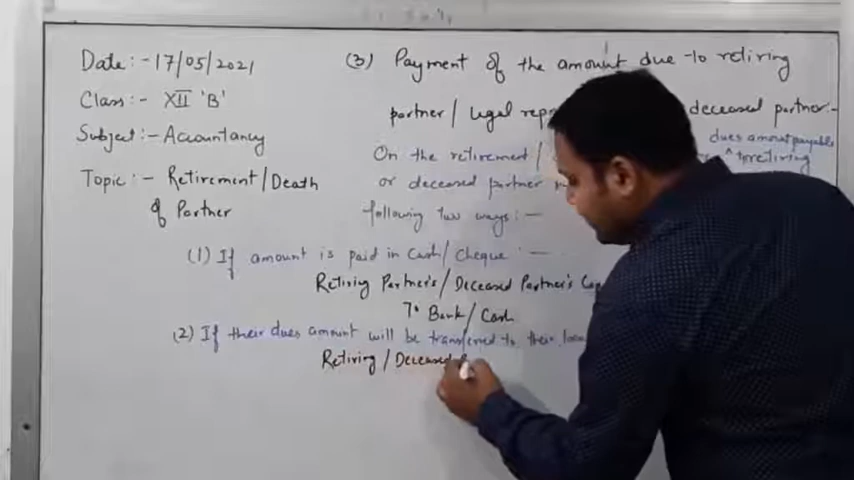 Date:- 17/05/2021
Class:- XII 'B'
Subject:- Accountancy
Topic:- Retirement/Death
of Partner
(3) Payment of the amount due to retiring
partner/legal deceased partner:-
On the retirement/ dues amount payable
or deceased partner ^ to retiring
following two ways:-
(1) If amount is paid in Cash/Cheque :-
Retiring Partner's/Deceased Partner's
To Bank/Cash
(2) If their dues amount will be transferred to their loan
Retiring/Deceased